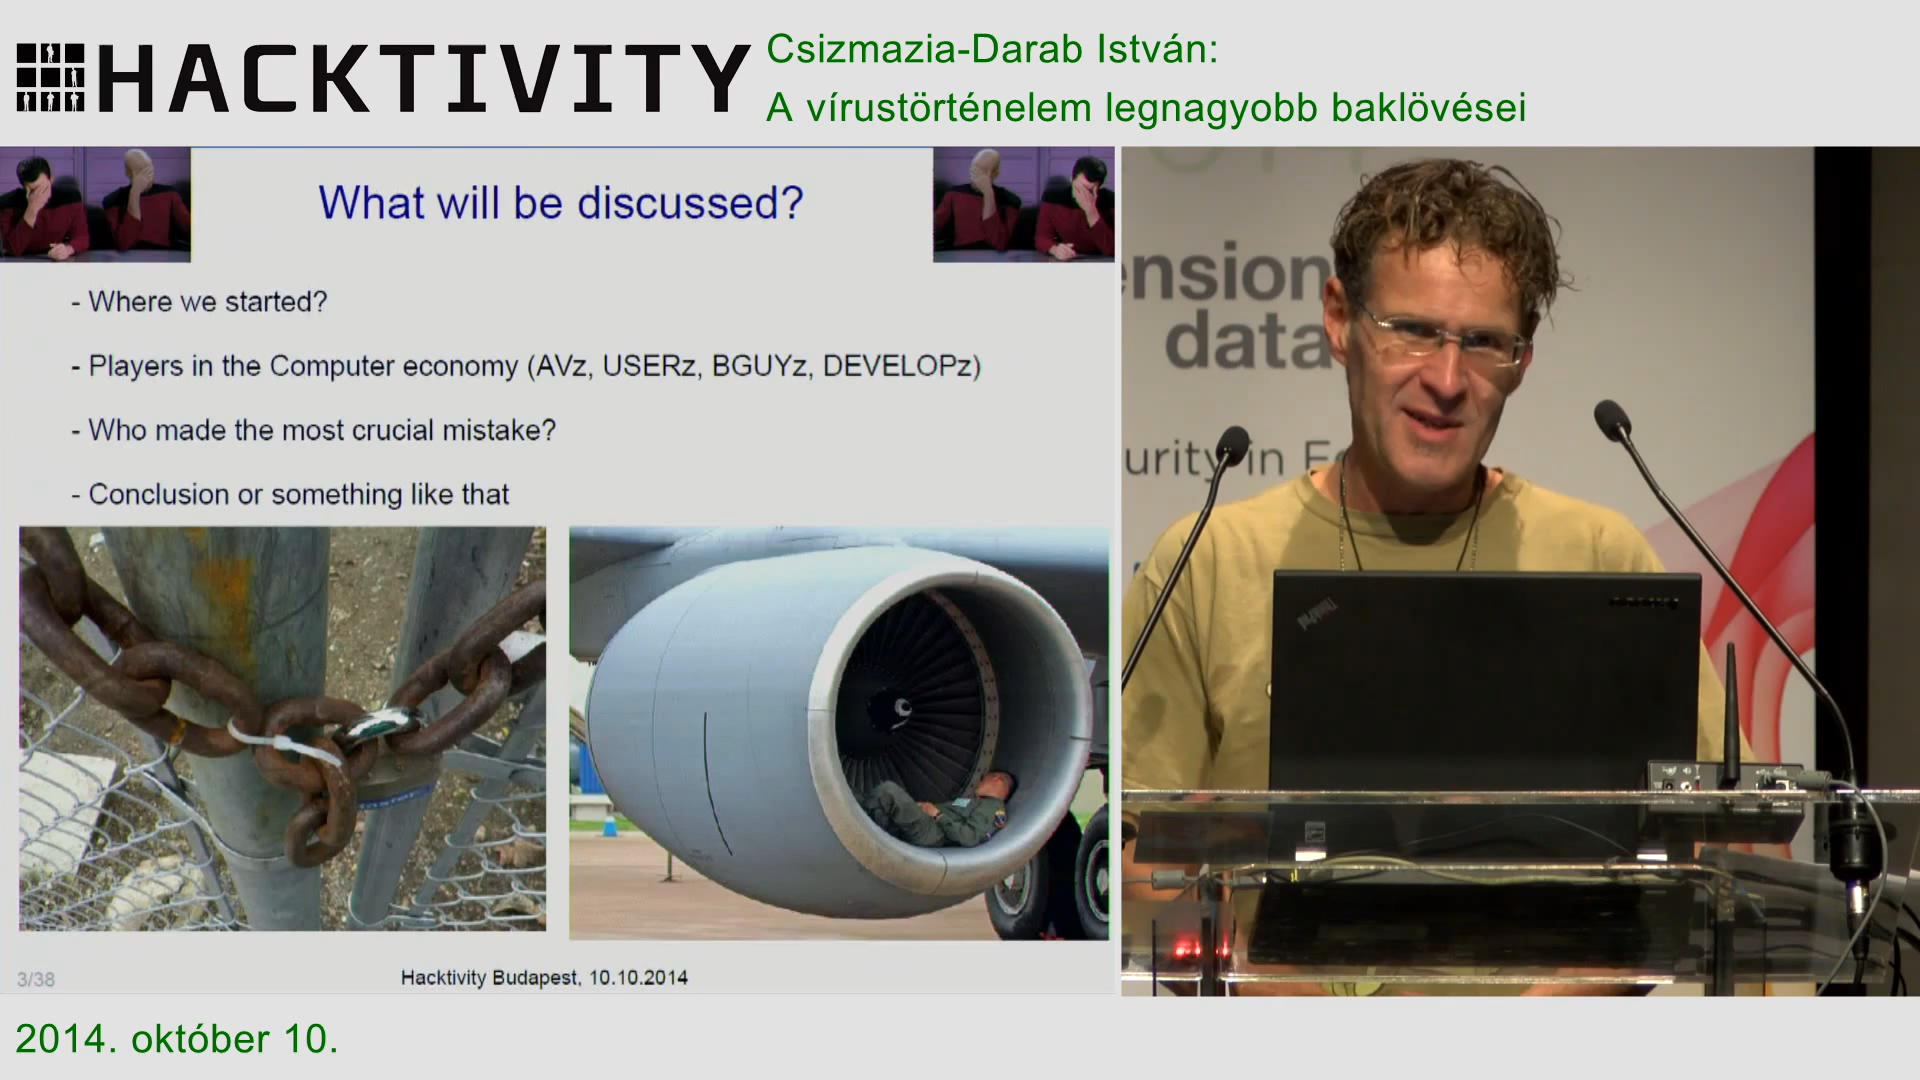 HACKTIVITY
Csizmazia-Darab István:
A vírustörténelem legnagyobb baklövései
What will be discussed?
- Where we started?
- Players in the Computer economy (AVz, USERz, BGUYz, DEVELOPz)
- Who made the most crucial mistake?
- Conclusion or something like that
3/38
Hacktivity Budapest, 10.10.2014
ension
data
urity in
ThinkPad
2014. október 10.